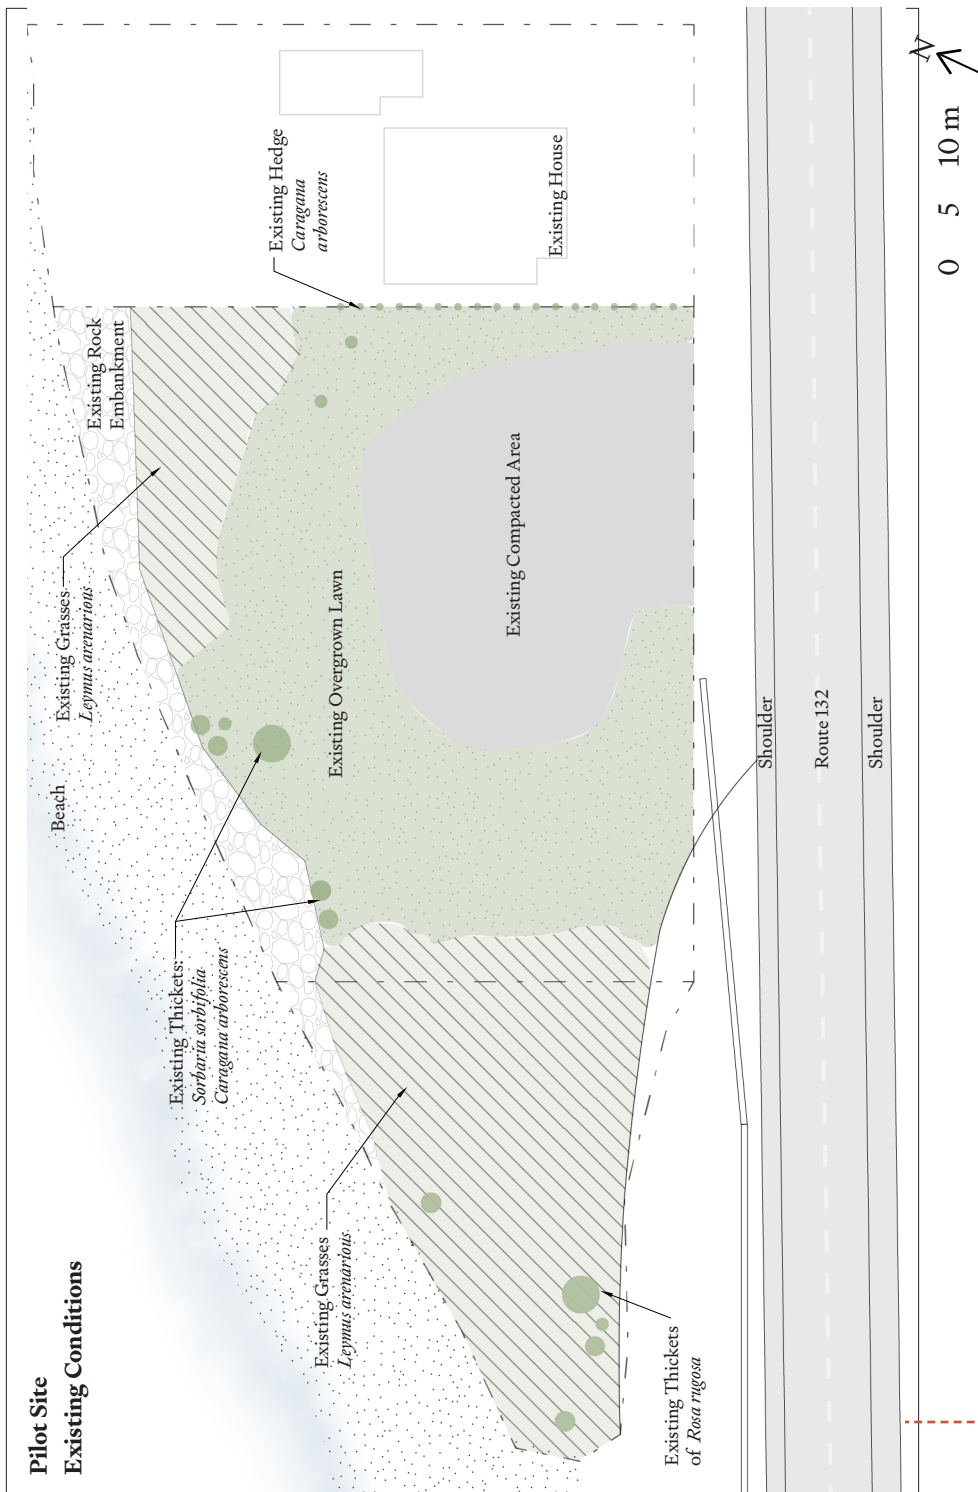 Pilot Site
Existing Conditions
Beach
Existing Grasses
Leymus arenarious
Existing Rock
Embankment
Existing Hedge
Caragana
arborescens
Existing House
Existing Thickets:
Sorbaria sorbifolia
Caragana arborescens
Existing Overgrown Lawn
Existing Compacted Area
Existing Grasses
Leymus arenarious
Existing Thickets
of Rosa rugosa
Shoulder
Route 132
Shoulder
0 5 10 m
N